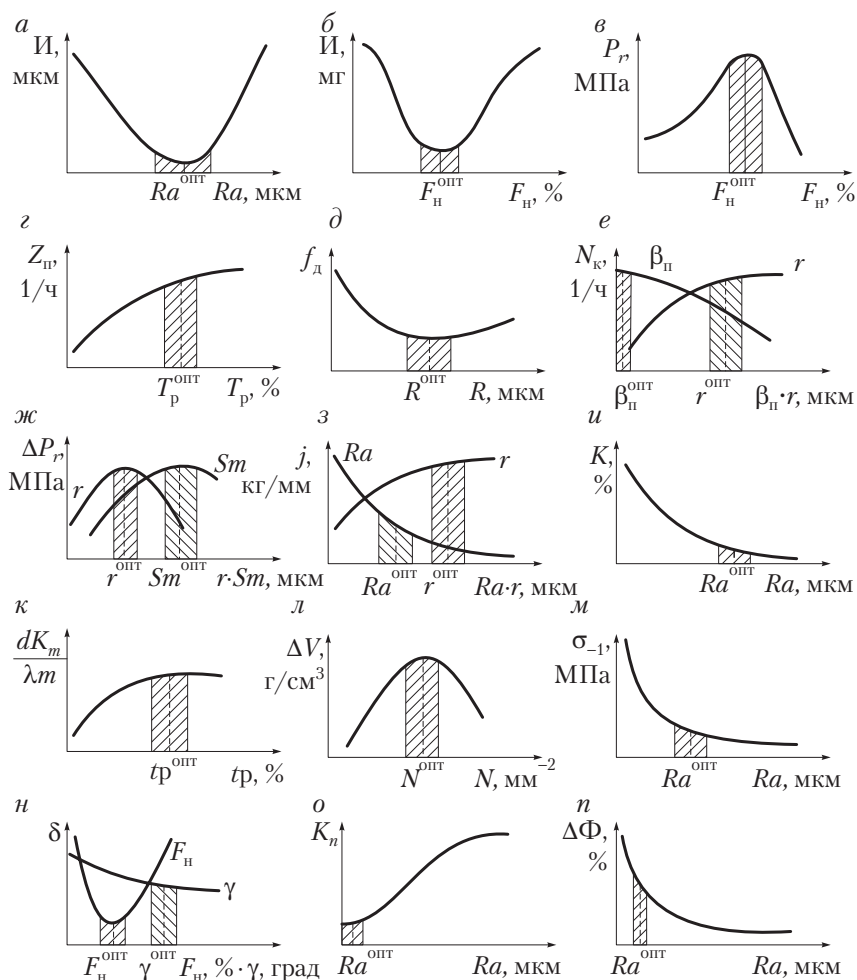 а
И,
мкм
Ra^опт Ra, мкм
б
И,
мг
F_н^опт F_н, %
в
P_r,
МПа
F_н^опт F_н, %
г
Z_п,
1/ч
T_р^опт T_р, %
д
f_д
R^опт R, мкм
е
N_к,
1/ч
β_п
r
β_п^опт r^опт β_п·r, мкм
ж
ΔP_r,
МПа
r
Sm
r^опт Sm^опт r·Sm, мкм
з
j,
кг/мм
Ra
r
Ra^опт r^опт Ra·r, мкм
и
K,
%
Ra^опт Ra, мкм
к
dK_m
λm
tp^опт tp, %
л
ΔV,
г/см³
N^опт N, мм⁻²
м
σ₋₁,
МПа
Ra^опт Ra, мкм
н
δ
F_н
γ
F_н^опт γ^опт F_н, %·γ, град
о
K_n
Ra^опт Ra, мкм
п
ΔФ,
%
Ra^опт Ra, мкм